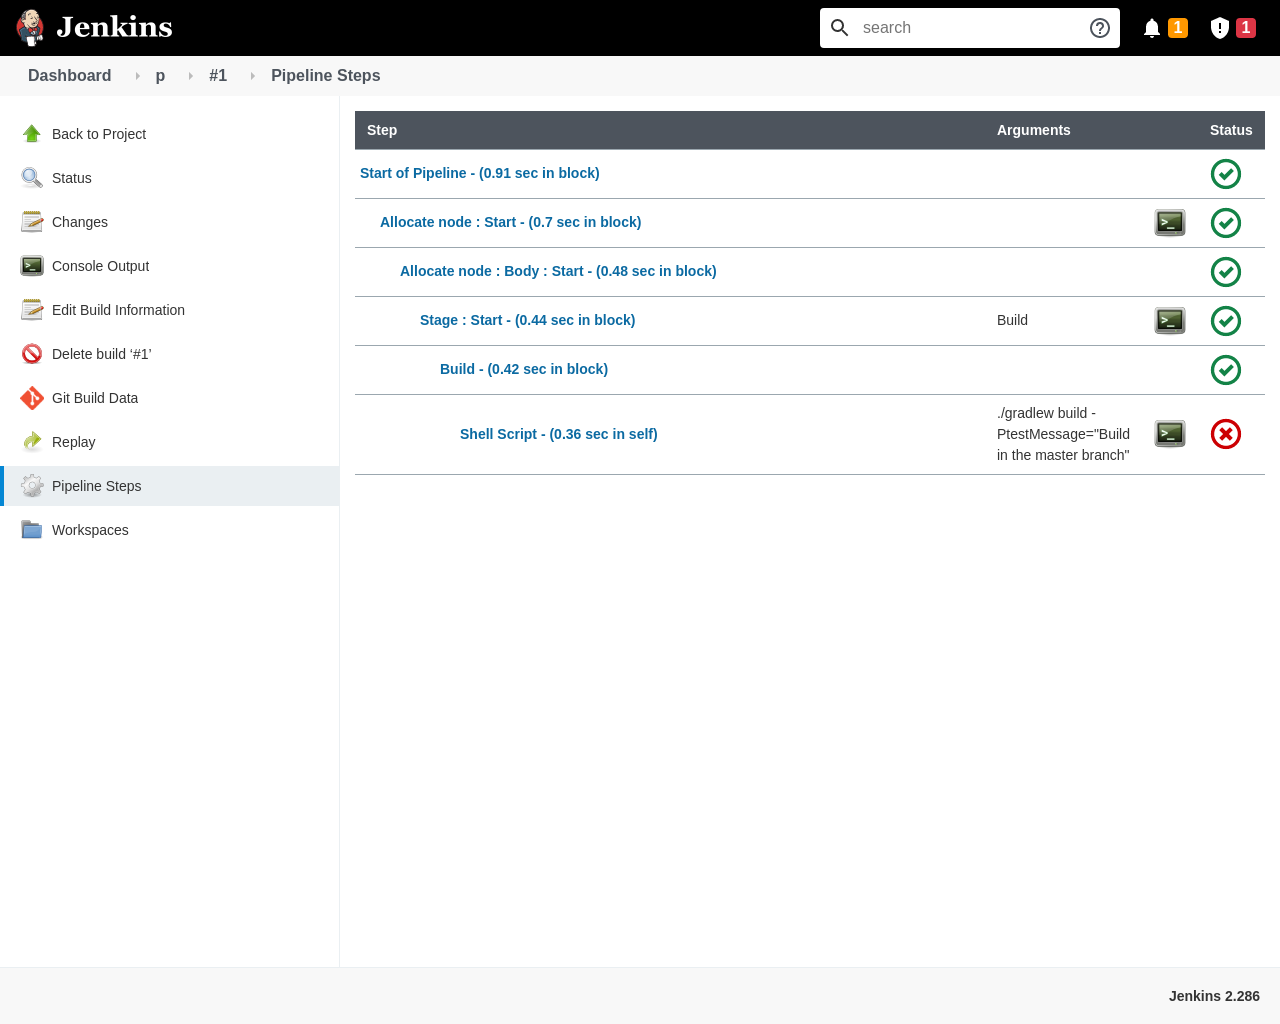 Jenkins
search
1
1
Dashboard
p
#1
Pipeline Steps
Back to Project
Status
Changes
Console Output
Edit Build Information
Delete build ‘#1’
Git Build Data
Replay
Pipeline Steps
Workspaces
Step Arguments Status
Start of Pipeline - (0.91 sec in block)
Allocate node : Start - (0.7 sec in block)
Allocate node : Body : Start - (0.48 sec in block)
Stage : Start - (0.44 sec in block) Build
Build - (0.42 sec in block)
Shell Script - (0.36 sec in self)
./gradlew build -
PtestMessage="Build
in the master branch"
Jenkins 2.286